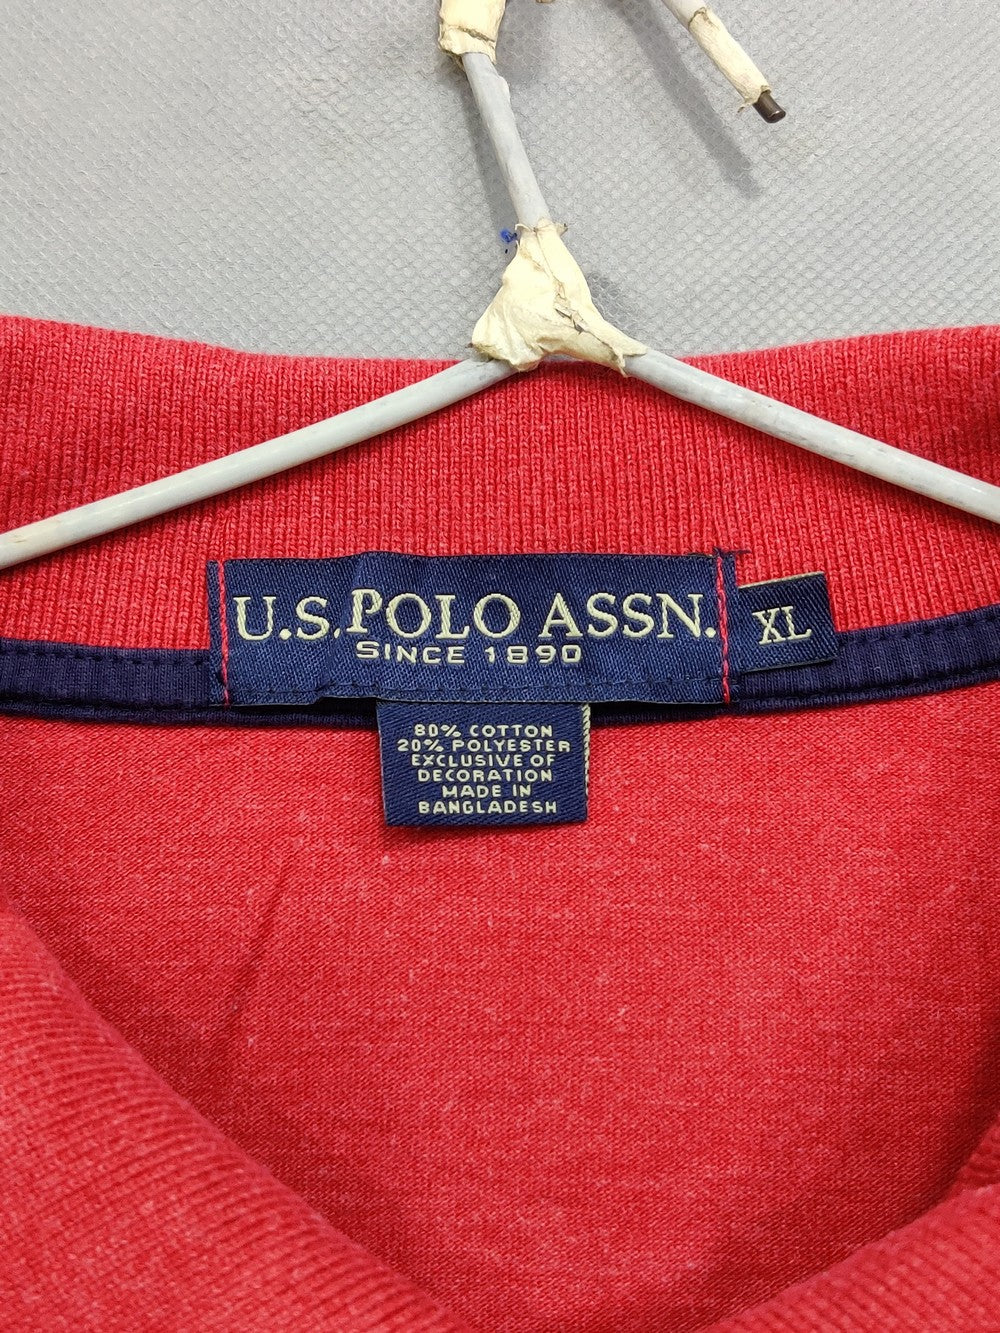 U.S. POLO ASSN.
SINCE 1890
XL
80% COTTON
20% POLYESTER
EXCLUSIVE OF
DECORATION
MADE IN
BANGLADESH